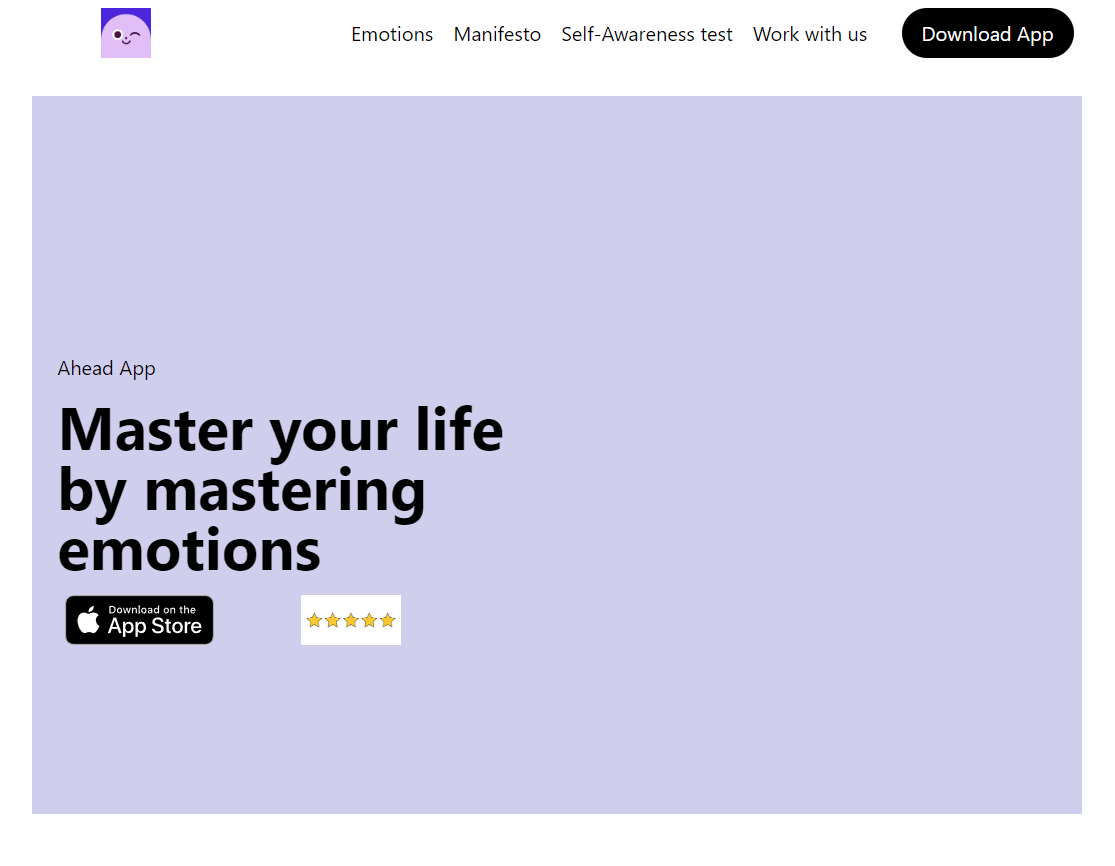 Emotions Manifesto Self-Awareness test Work with us Download App
Ahead App
Master your life
by mastering
emotions
Download on the
App Store